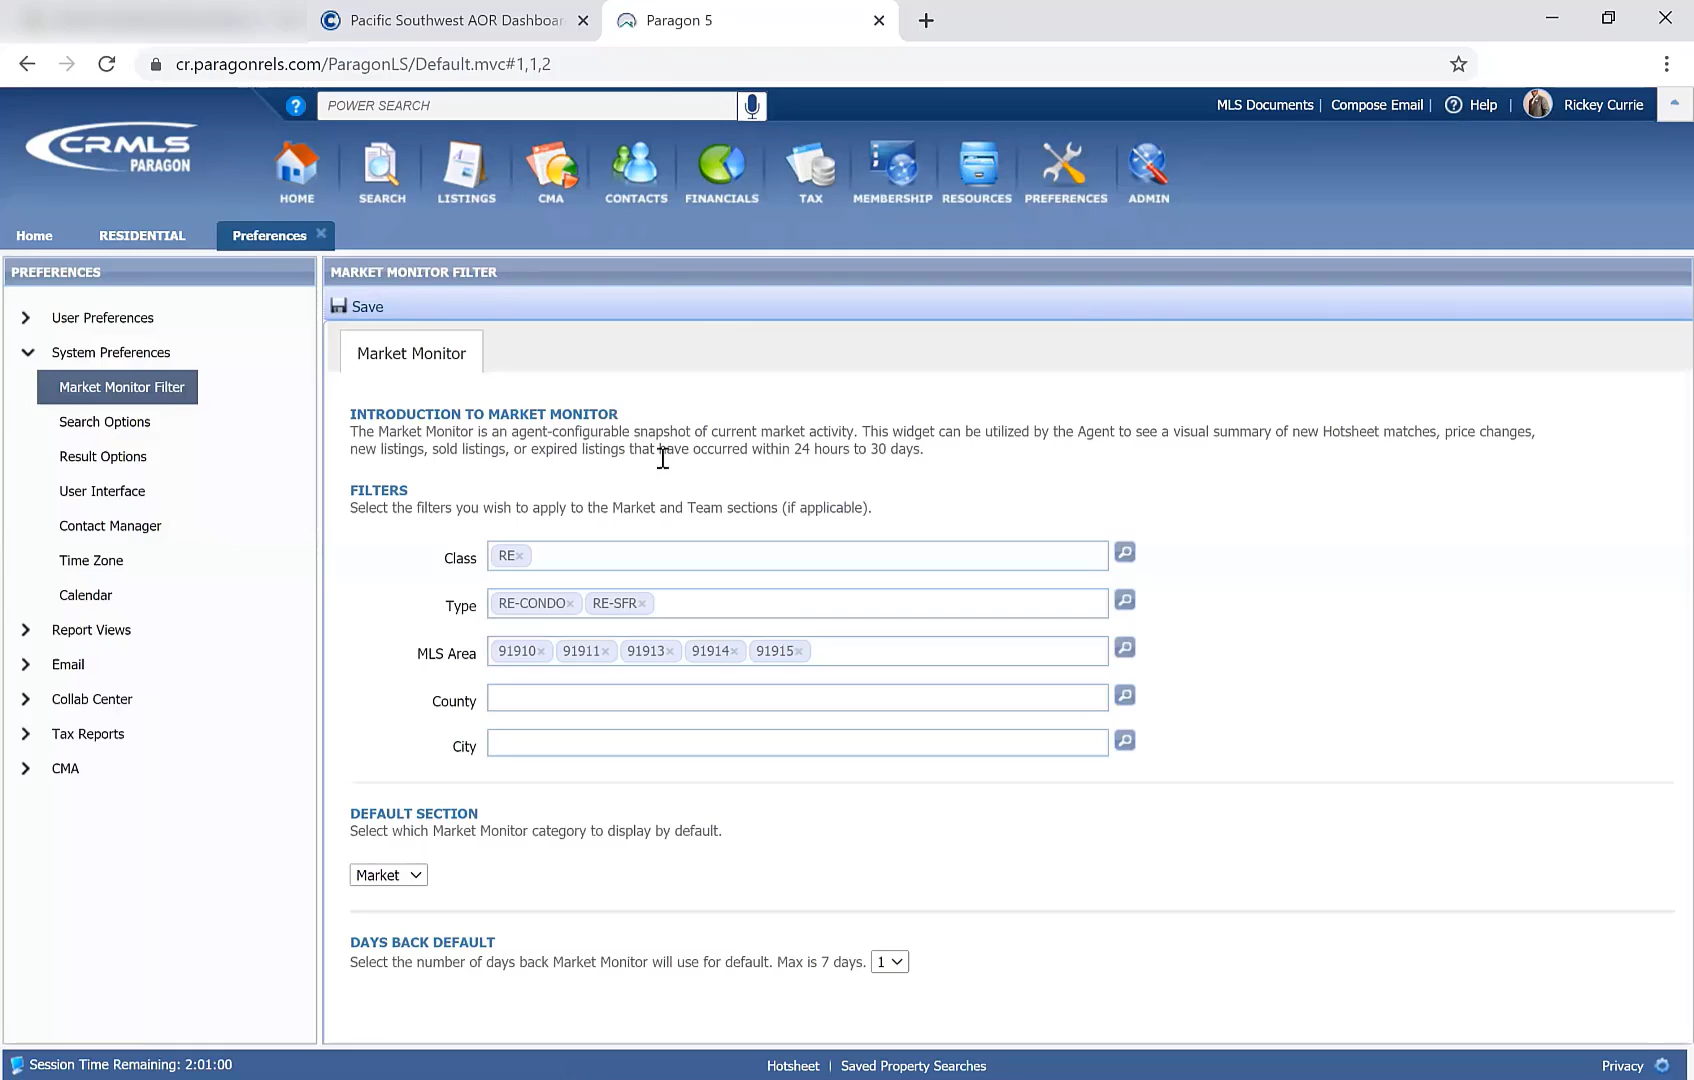 Pacific Southwest AOR Dashboar
Paragon 5
cr.paragonrels.com/ParagonLS/Default.mvc#1,1,2
POWER SEARCH
MLS Documents | Compose Email | Help | Rickey Currie
CRMLS
PARAGON
HOME SEARCH LISTINGS CMA CONTACTS FINANCIALS TAX MEMBERSHIP RESOURCES PREFERENCES ADMIN
Home RESIDENTIAL Preferences
PREFERENCES
User Preferences
System Preferences
Market Monitor Filter
Search Options
Result Options
User Interface
Contact Manager
Time Zone
Calendar
Report Views
Email
Collab Center
Tax Reports
CMA
MARKET MONITOR FILTER
Save
Market Monitor
INTRODUCTION TO MARKET MONITOR
The Market Monitor is an agent-configurable snapshot of current market activity. This widget can be utilized by the Agent to see a visual summary of new Hotsheet matches, price changes,
new listings, sold listings, or expired listings that have occurred within 24 hours to 30 days.
FILTERS
Select the filters you wish to apply to the Market and Team sections (if applicable).
Class RE
Type RE-CONDO RE-SFR
MLS Area 91910 91911 91913 91914 91915
County
City
DEFAULT SECTION
Select which Market Monitor category to display by default.
Market
DAYS BACK DEFAULT
Select the number of days back Market Monitor will use for default. Max is 7 days. 1
Session Time Remaining: 2:01:00
Hotsheet | Saved Property Searches
Privacy